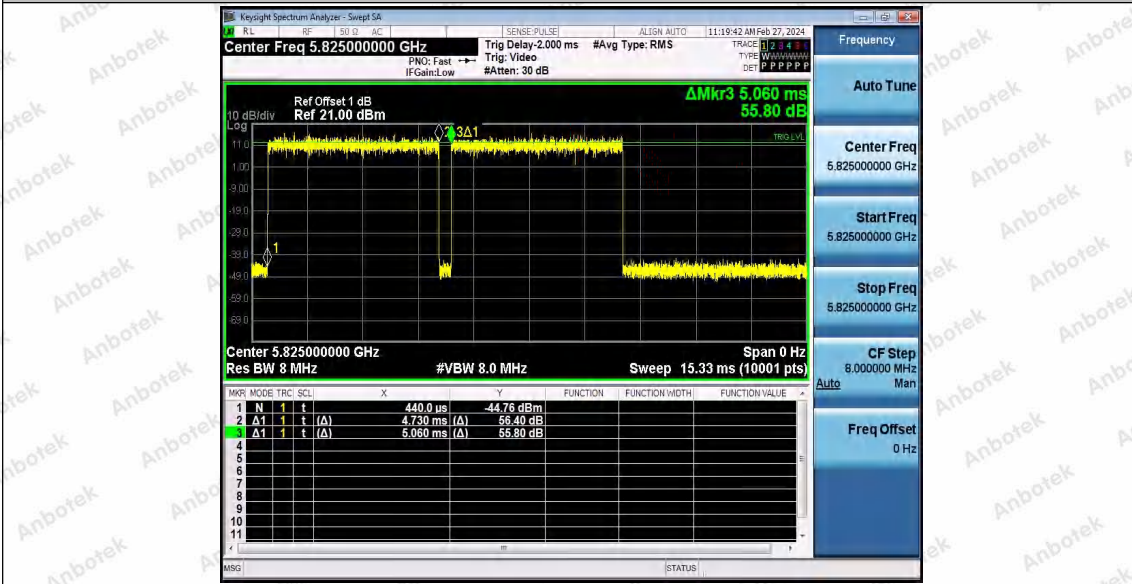 Keysight Spectrum Analyzer - Swept SA
RL RF 50 Ω AC SENSE:PULSE ALIGN AUTO 11:19:42 AM Feb 27, 2024
Center Freq 5.825000000 GHz
PNO: Fast
IFGain:Low
Trig Delay-2.000 ms
Trig: Video
#Atten: 30 dB
#Avg Type: RMS
TRACE 1 2 3 4 5 6
TYPE WWWWWW
DET P P P P P P
Ref Offset 1 dB
Ref 21.00 dBm
10 dB/div
Log
ΔMkr3 5.060 ms
55.80 dB
3Δ1
TRIG LVL
11.0
1.00
-9.00
-19.0
-29.0
-39.0
-49.0
-59.0
-69.0
1
Center 5.825000000 GHz
Res BW 8 MHz
#VBW 8.0 MHz
Span 0 Hz
Sweep 15.33 ms (10001 pts)
MKR MODE TRC SCL X Y FUNCTION FUNCTION WIDTH FUNCTION VALUE
1 N 1 t 440.0 µs -44.76 dBm
2 Δ1 1 t (Δ) 4.730 ms (Δ) 56.40 dB
3 Δ1 1 t (Δ) 5.060 ms (Δ) 55.80 dB
4
5
6
7
8
9
10
11
MSG STATUS
Frequency
Auto Tune
Center Freq
5.825000000 GHz
Start Freq
5.825000000 GHz
Stop Freq
5.825000000 GHz
CF Step
8.000000 MHz
Auto Man
Freq Offset
0 Hz
Anbotek